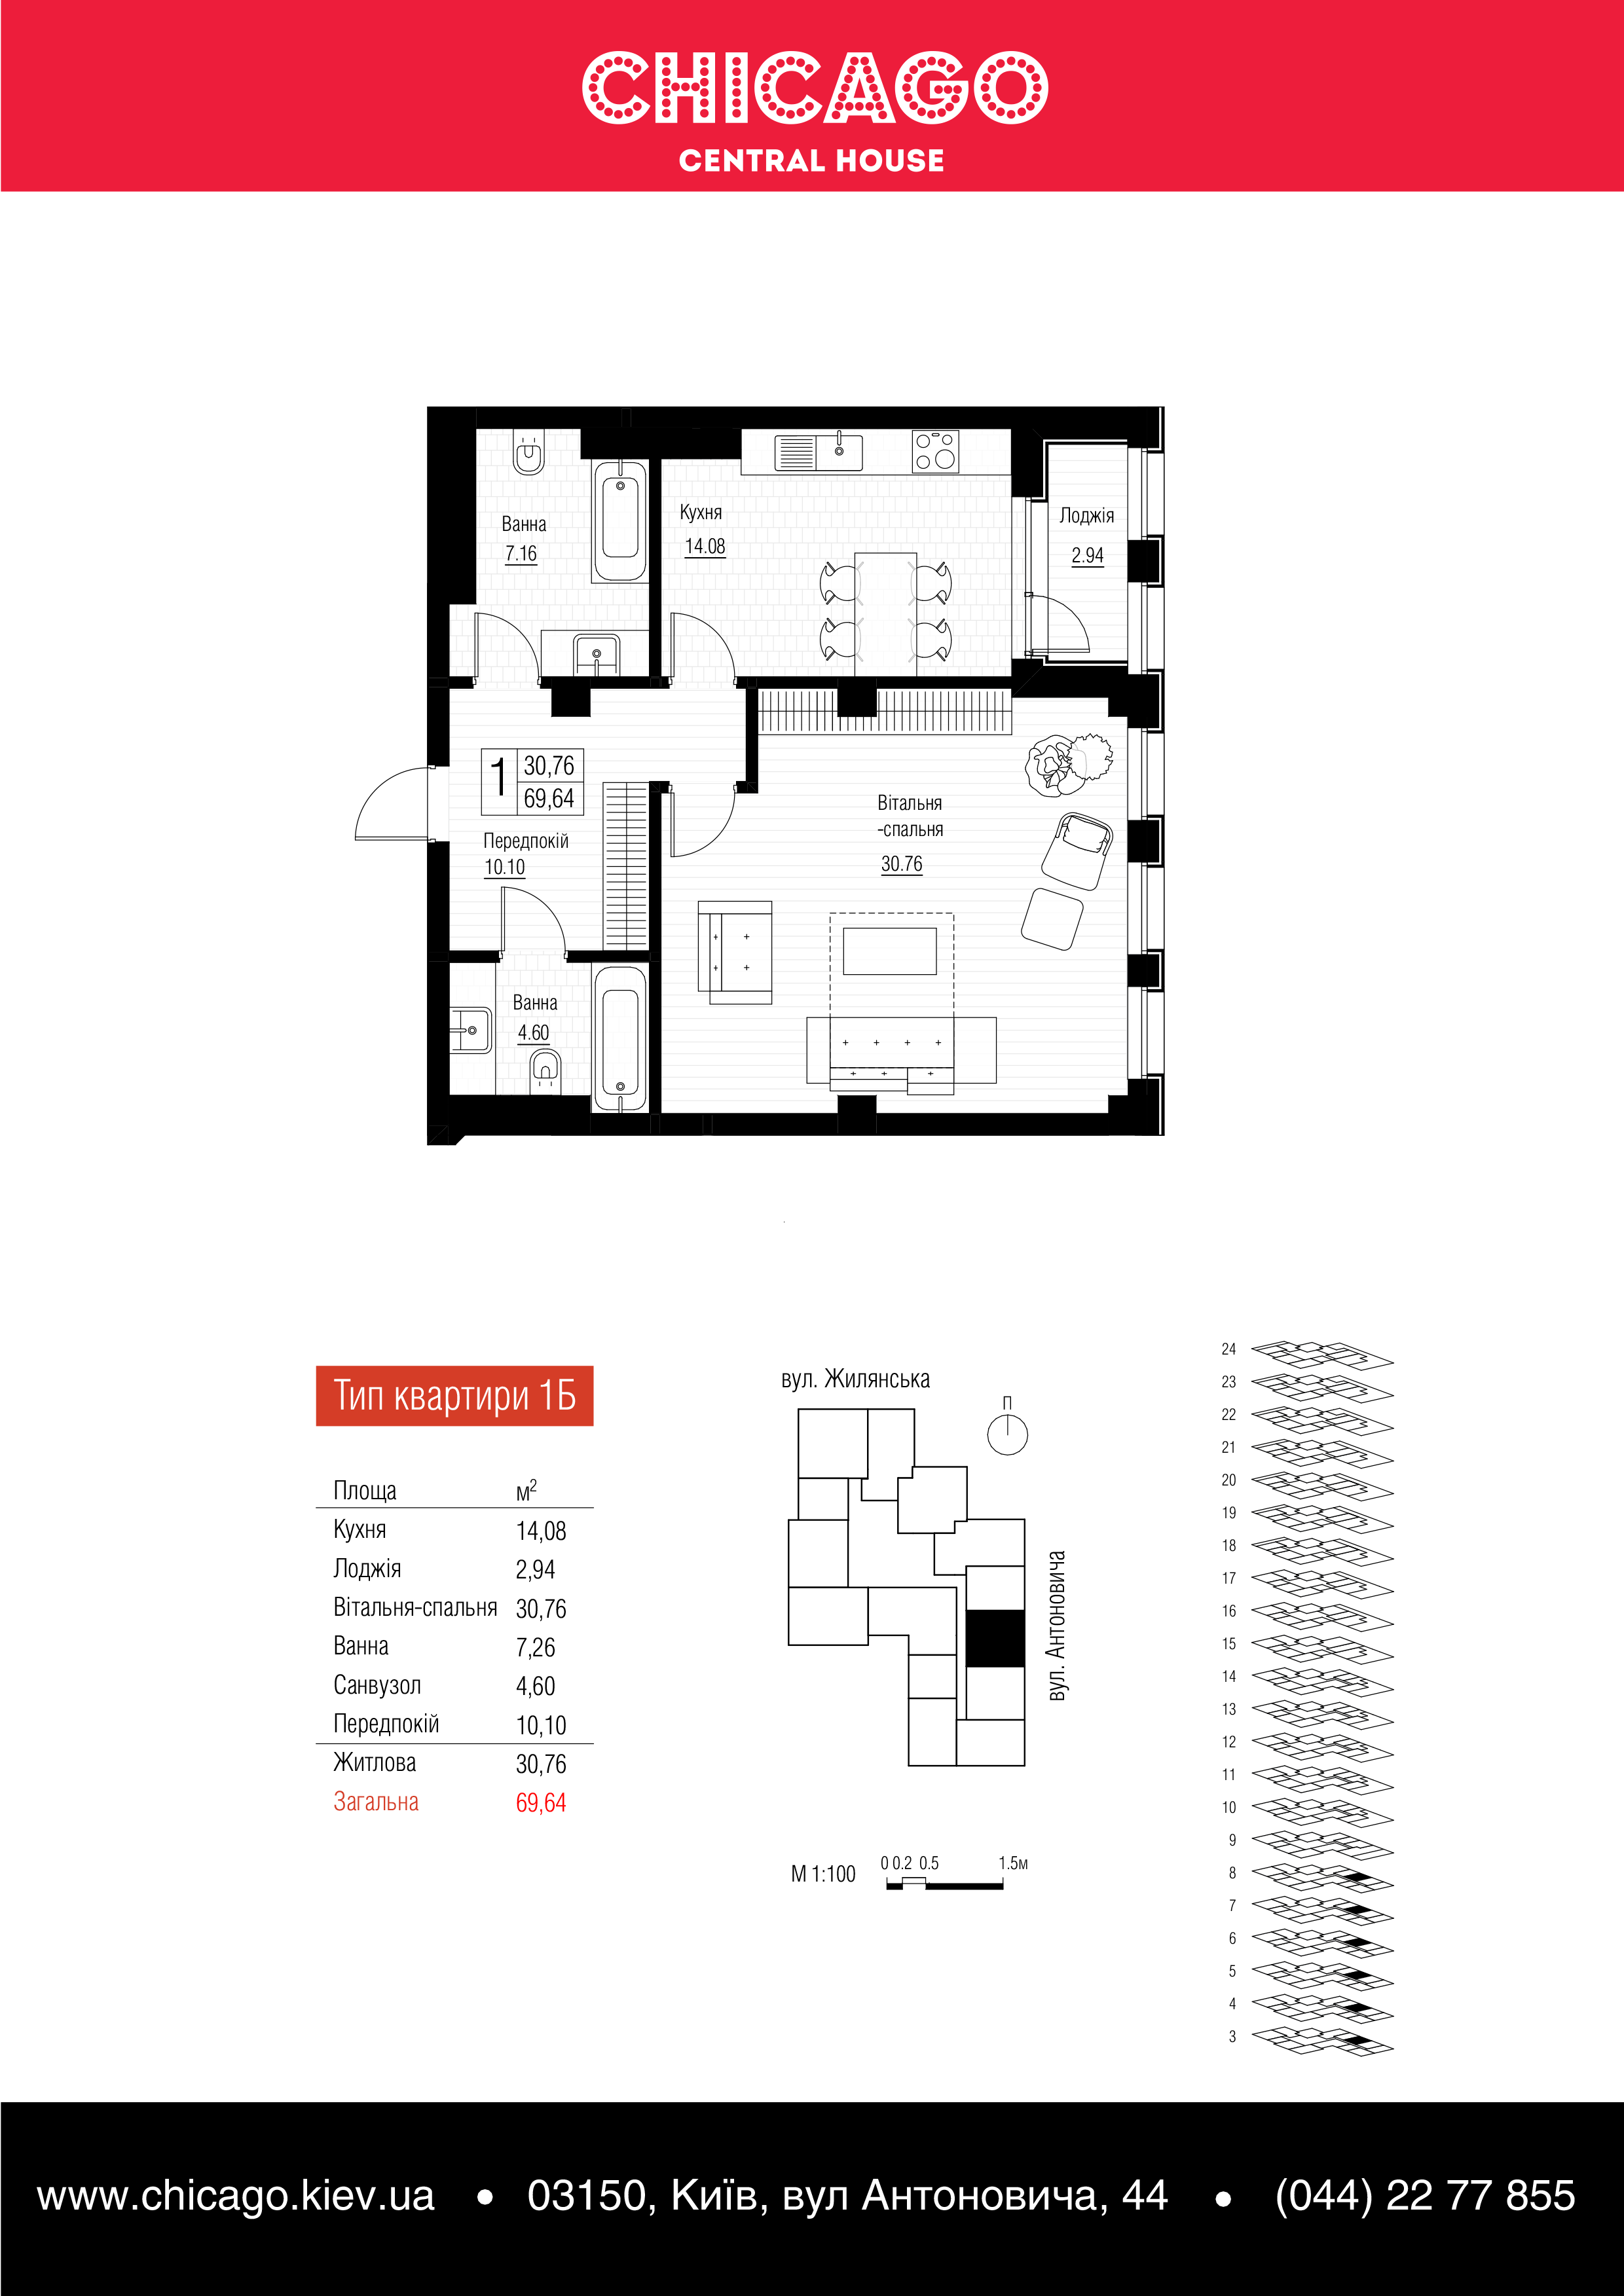 CHICAGO
CENTRAL HOUSE
Ванна
7.16
Кухня
14.08
Лоджія
2.94
1
30,76
69,64
Передпокій
10.10
Вітальня
-спальня
30.76
Ванна
4.60
Тип квартири 1Б
Площа м²
Кухня 14,08
Лоджія 2,94
Вітальня-спальня 30,76
Ванна 7,26
Санвузол 4,60
Передпокій 10,10
Житлова 30,76
Загальна 69,64
вул. Жилянська
П
вул. Антоновича
М 1:100
0 0.2 0.5 1.5м
24
23
22
21
20
19
18
17
16
15
14
13
12
11
10
9
8
7
6
5
4
3
www.chicago.kiev.ua • 03150, Київ, вул Антоновича, 44 • (044) 22 77 855